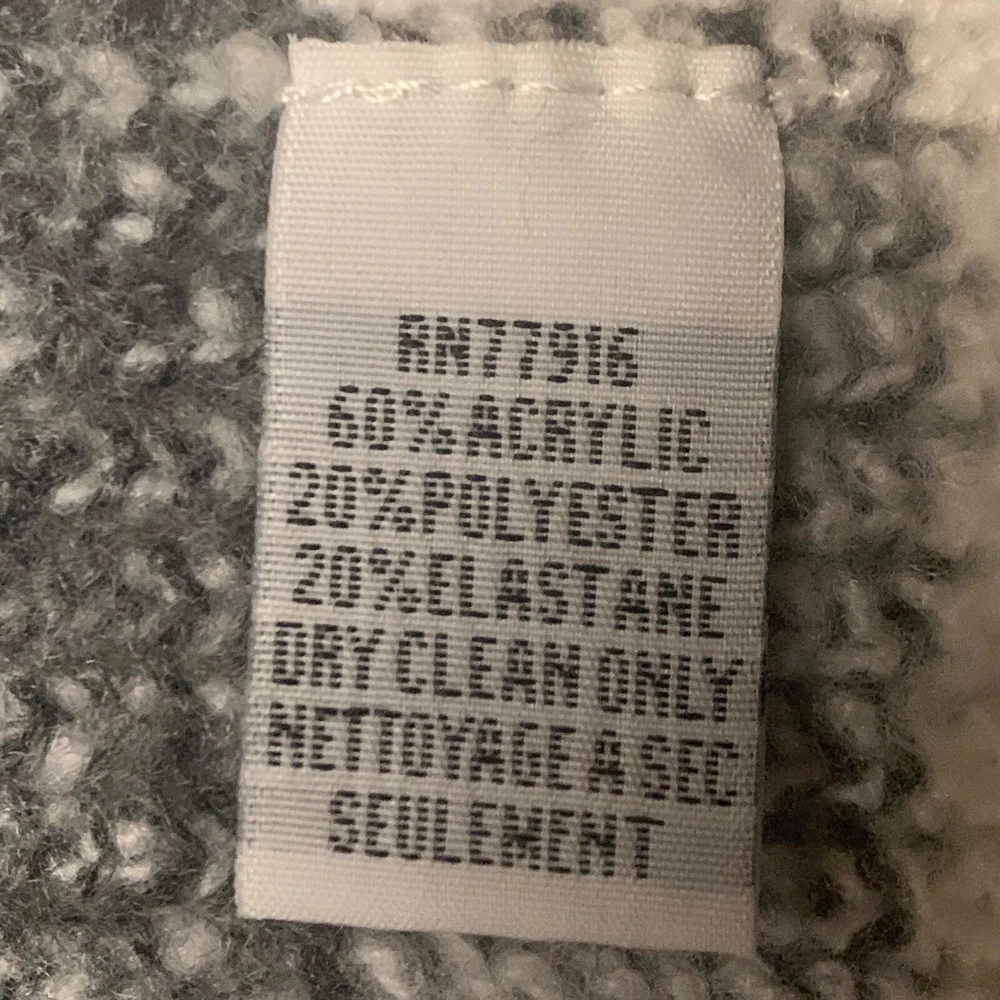 RN77916
60% ACRYLIC
20% POLYESTER
20% ELASTANE
DRY CLEAN ONLY
NETTOYAGE A SEC
SEULEMENT